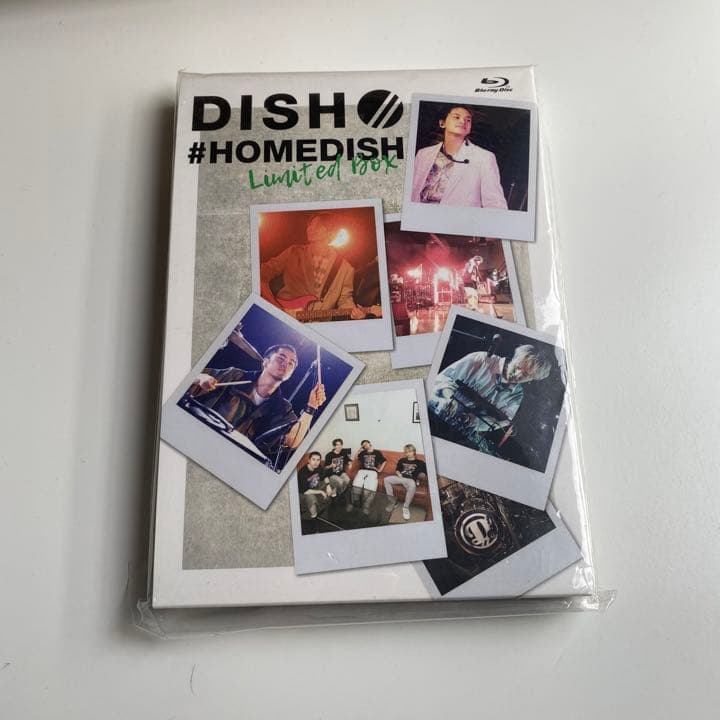 DISH//
#HOMEDISH
Limited Box
Blu-ray Disc